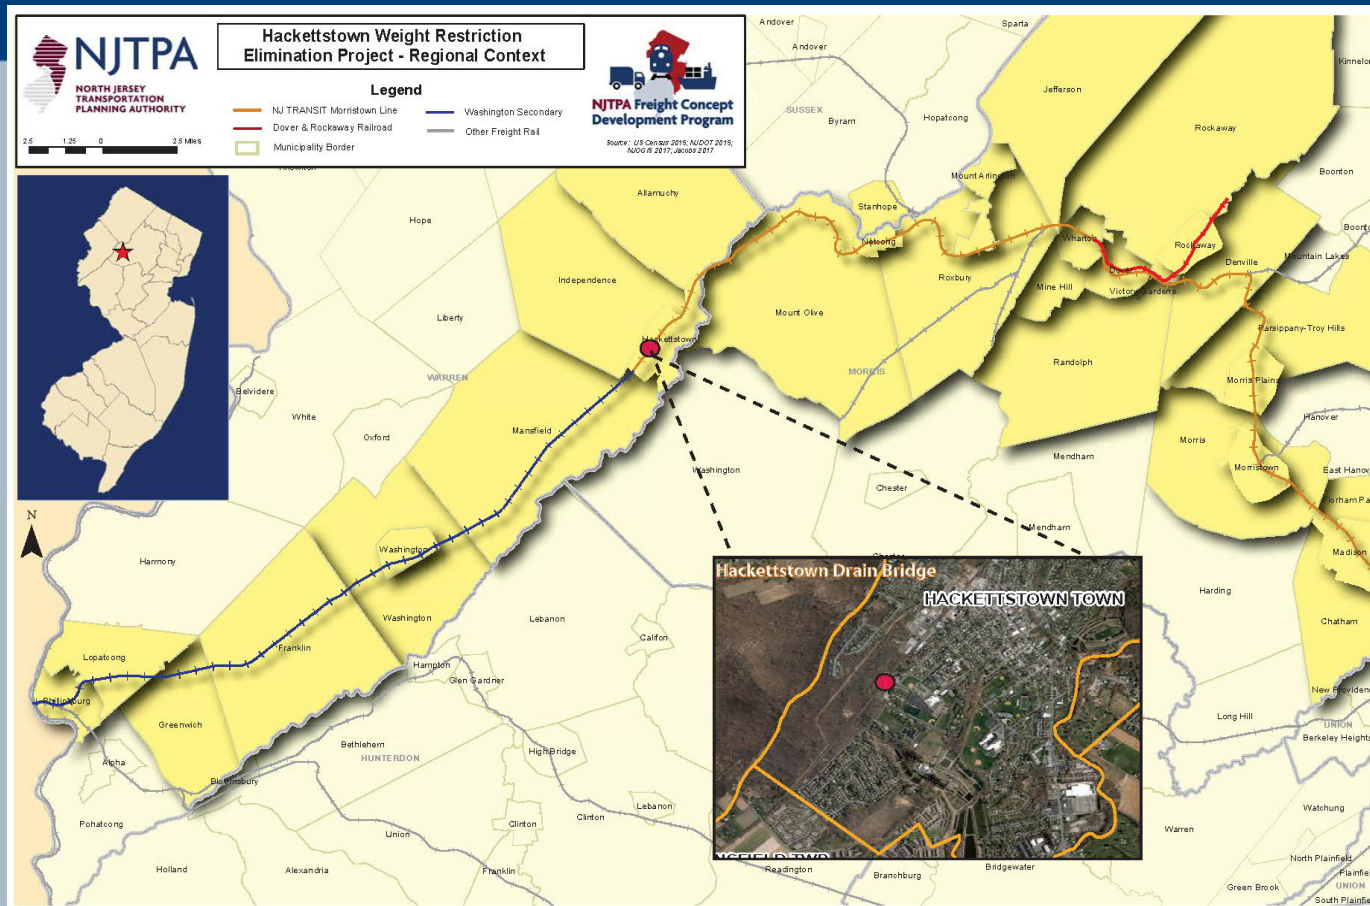 NJTPA
NORTH JERSEY
TRANSPORTATION
PLANNING AUTHORITY
2.5 1.25 0 2.5 Miles
Hackettstown Weight Restriction
Elimination Project - Regional Context
Legend
NJ TRANSIT Morristown Line
Dover & Rockaway Railroad
Municipality Border
Washington Secondary
Other Freight Rail
NJTPA Freight Concept
Development Program
Source: US Census 2015; NJDOT 2015;
NJOGIS 2017; Jacobs 2017
Andover
Sparta
Andover
Kinnelon
Jefferson
SUSSEX
Byram
Hopatcong
Rockaway
Knowlton
Mount Arlington
Boonton
Allamuchy
Hope
Stanhope
Netcong
Wharton
Rockaway
Boonton
Independence
Roxbury
Dover
Denville
Mountain Lakes
Mine Hill
Victory Gardens
Liberty
Mount Olive
Parsippany-Troy Hills
Hackettstown
Randolph
WARREN
MORRIS
Morris Plains
Belvidere
White
Hanover
Oxford
Mansfield
Morris
Mendham
Washington
Morristown
East Hanover
Chester
Florham Park
N
Mendham
Washington
Madison
Harmony
Chester
Hackettstown Drain Bridge
HACKETTSTOWN TOWN
Harding
Washington
Lebanon
Chatham
Califon
Franklin
Lopatcong
Hampton
Glen Gardner
Phillipsburg
New Providence
Greenwich
Long Hill
UNION
Berkeley Heights
Bethlehem
High Bridge
HUNTERDON
Alpha
Bloomsbury
Lebanon
Watchung
Pohatcong
Clinton
Clinton
Warren
Union
MANSFIELD TWP
North Plainfield
Holland
Alexandria
Franklin
Readington
Branchburg
Bridgewater
Plainfield
Green Brook
UNION
South Plainfield